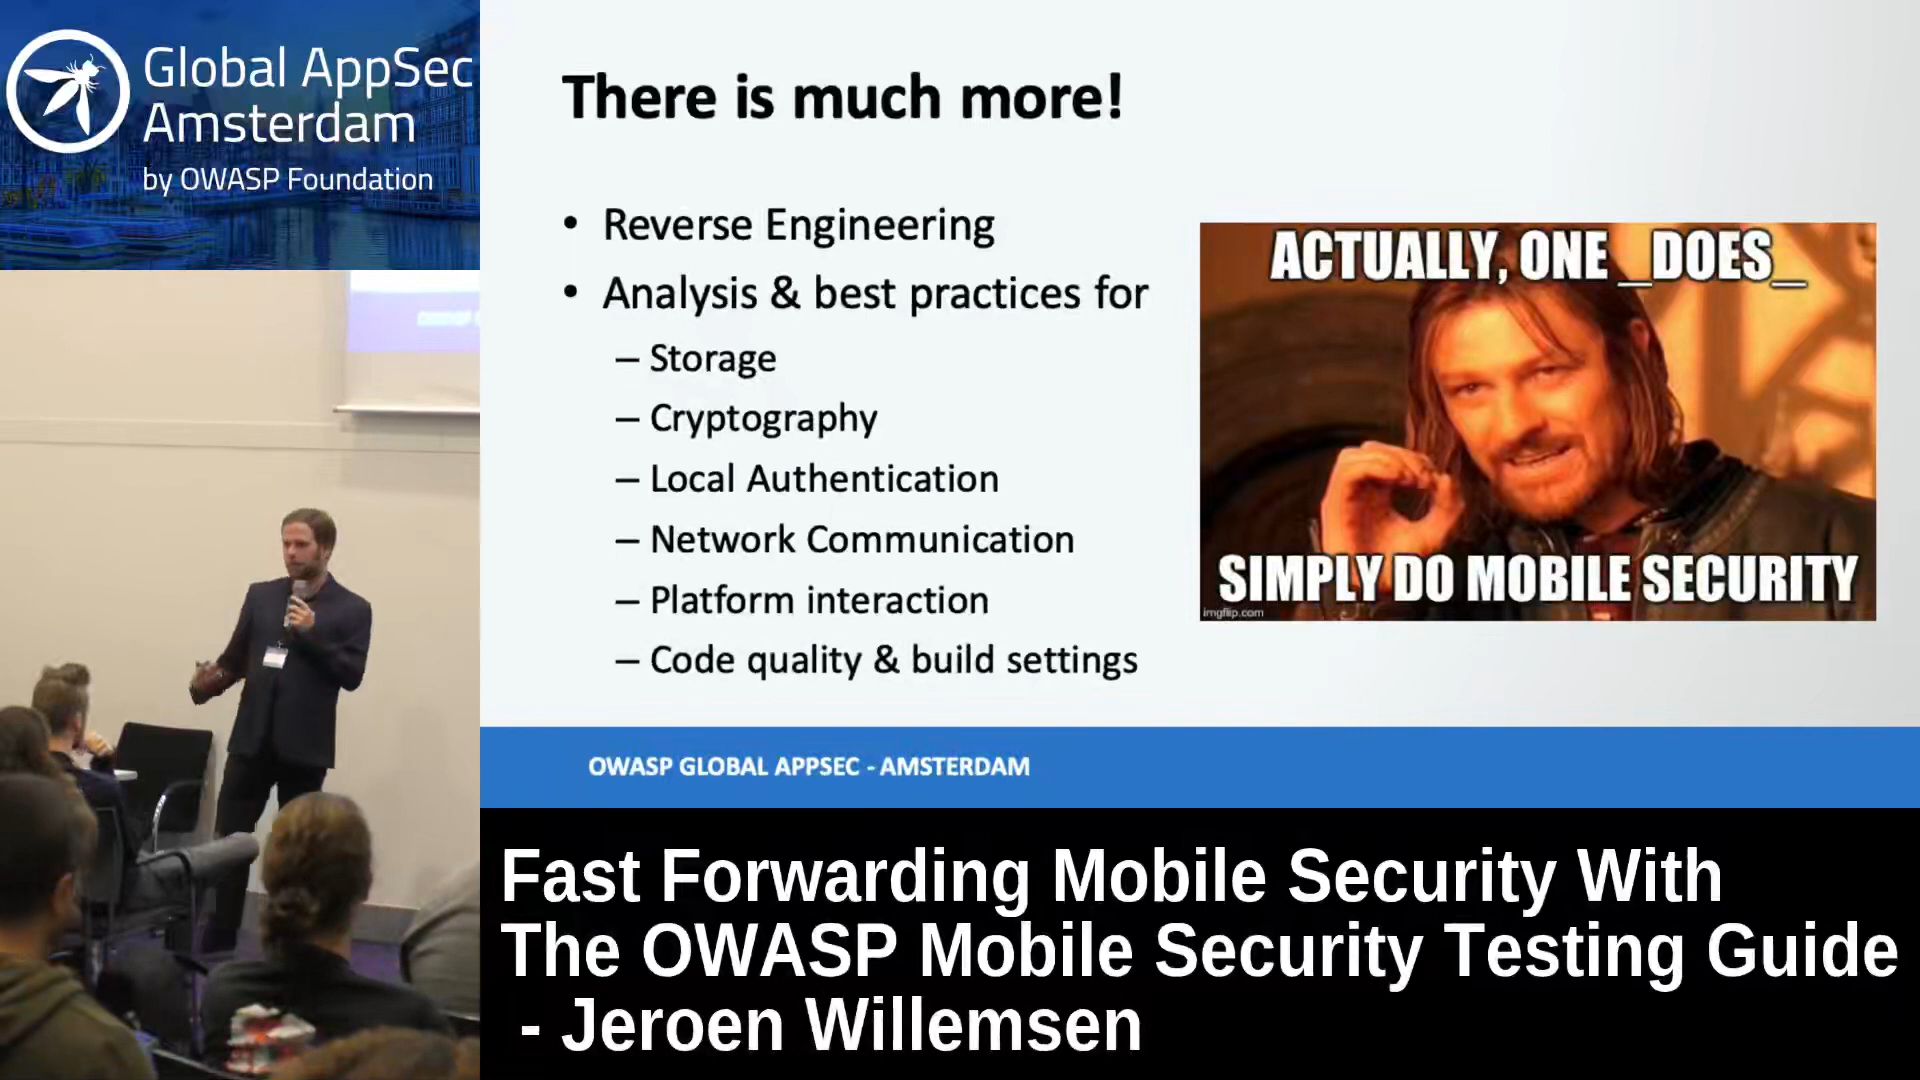 Global AppSec
Amsterdam
by OWASP Foundation
There is much more!
• Reverse Engineering
• Analysis & best practices for
– Storage
– Cryptography
– Local Authentication
– Network Communication
– Platform interaction
– Code quality & build settings
ACTUALLY, ONE _DOES_
SIMPLY DO MOBILE SECURITY
imgflip.com
OWASP GLOBAL APPSEC - AMSTERDAM
Fast Forwarding Mobile Security With
The OWASP Mobile Security Testing Guide
- Jeroen Willemsen